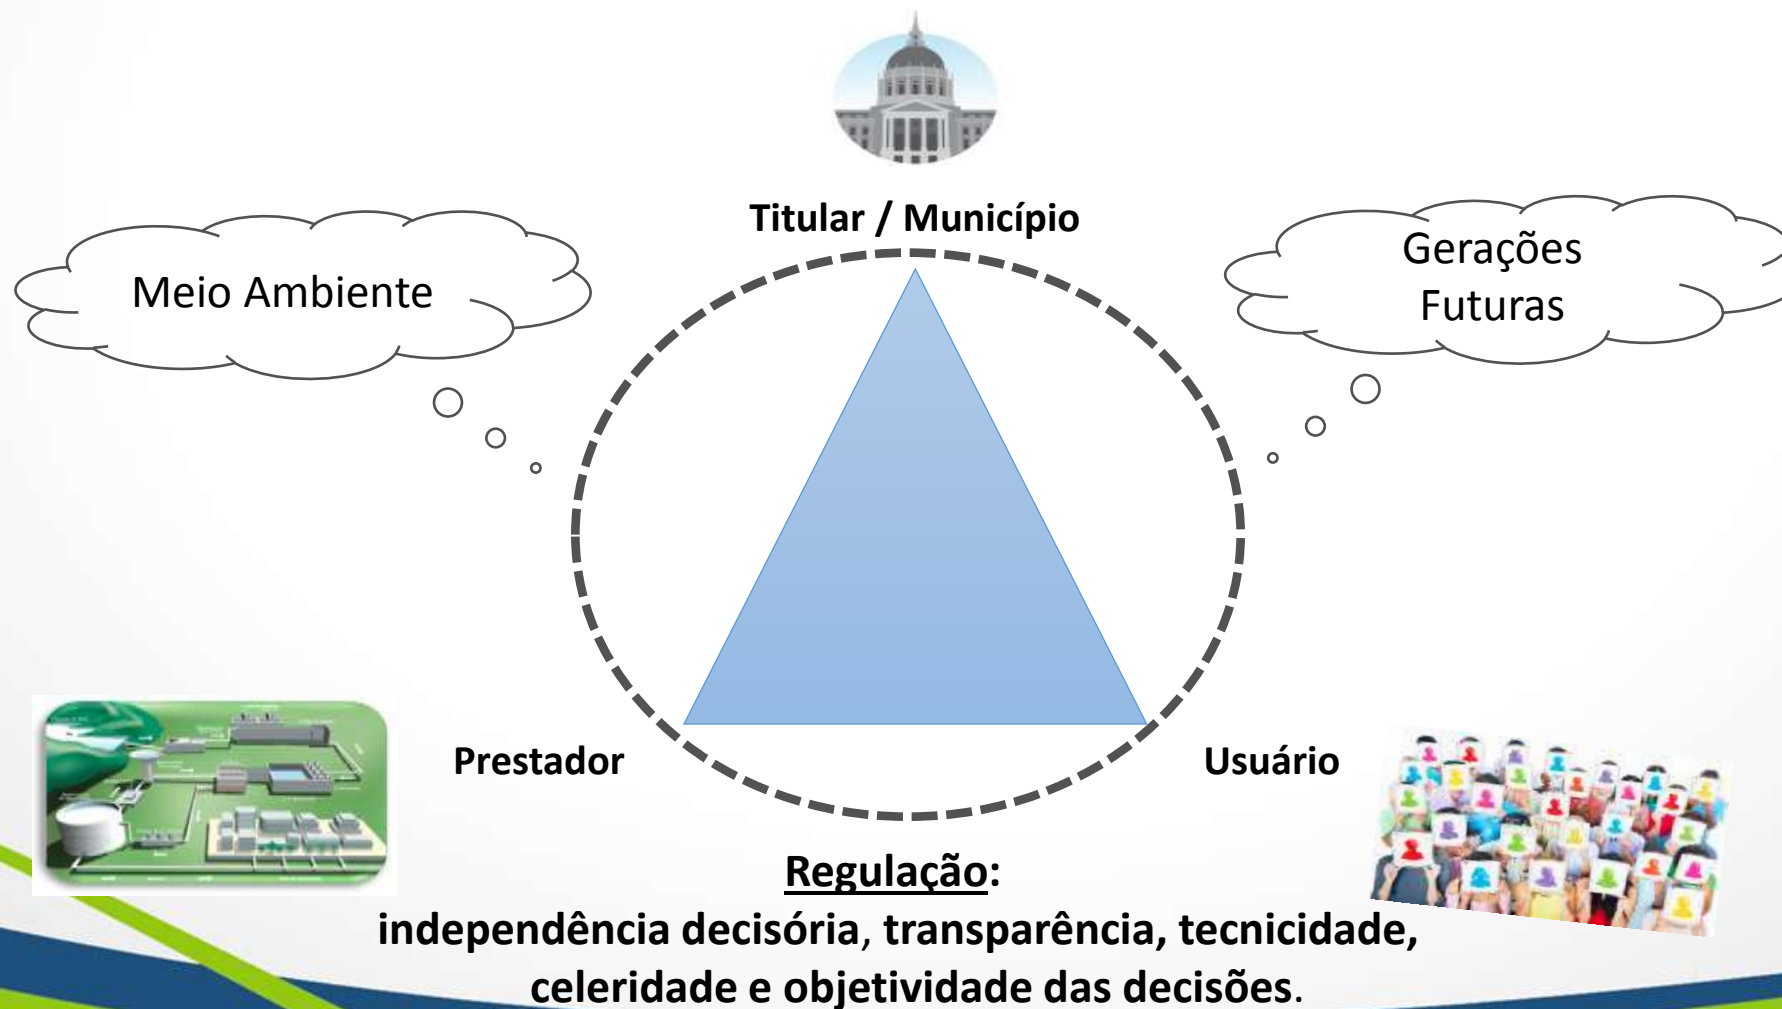 Titular / Município
Meio Ambiente
Gerações
Futuras
Prestador
Usuário
Regulação:
independência decisória, transparência, tecnicidade,
celeridade e objetividade das decisões.